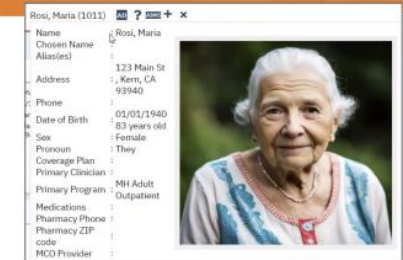 Rosi, Maria (1011) AD ? AIMS + ×
Name : Rosi, Maria
Chosen Name
Alias(es) :
Address : 123 Main St
, Kern, CA
93940
Phone :
Date of Birth : 01/01/1940
83 years old
Sex : Female
Pronoun : They
Coverage Plan :
Primary Clinician :
Primary Program : MH Adult
Outpatient
Medications :
Pharmacy Phone :
Pharmacy ZIP
code :
MCO Provider :